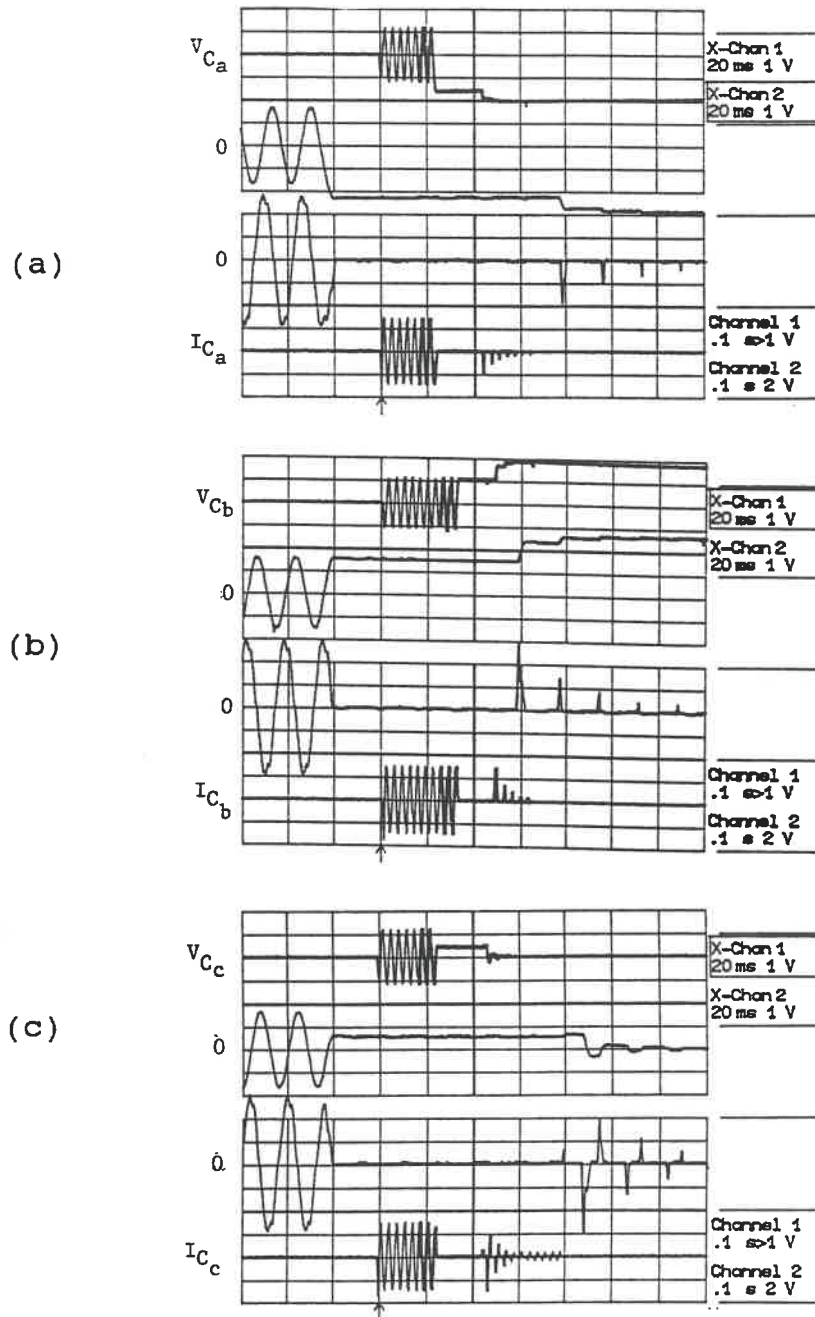 V_Ca
X-Chan 1
20 ms 1 V
X-Chan 2
20 ms 1 V
0
(a)
0
I_Ca
Channel 1
.1 s>1 V
Channel 2
.1 s 2 V
V_Cb
X-Chan 1
20 ms 1 V
X-Chan 2
20 ms 1 V
0
(b)
0
I_Cb
Channel 1
.1 s>1 V
Channel 2
.1 s 2 V
V_Cc
X-Chan 1
20 ms 1 V
X-Chan 2
20 ms 1 V
(c)
0
0
I_Cc
Channel 1
.1 s>1 V
Channel 2
.1 s 2 V